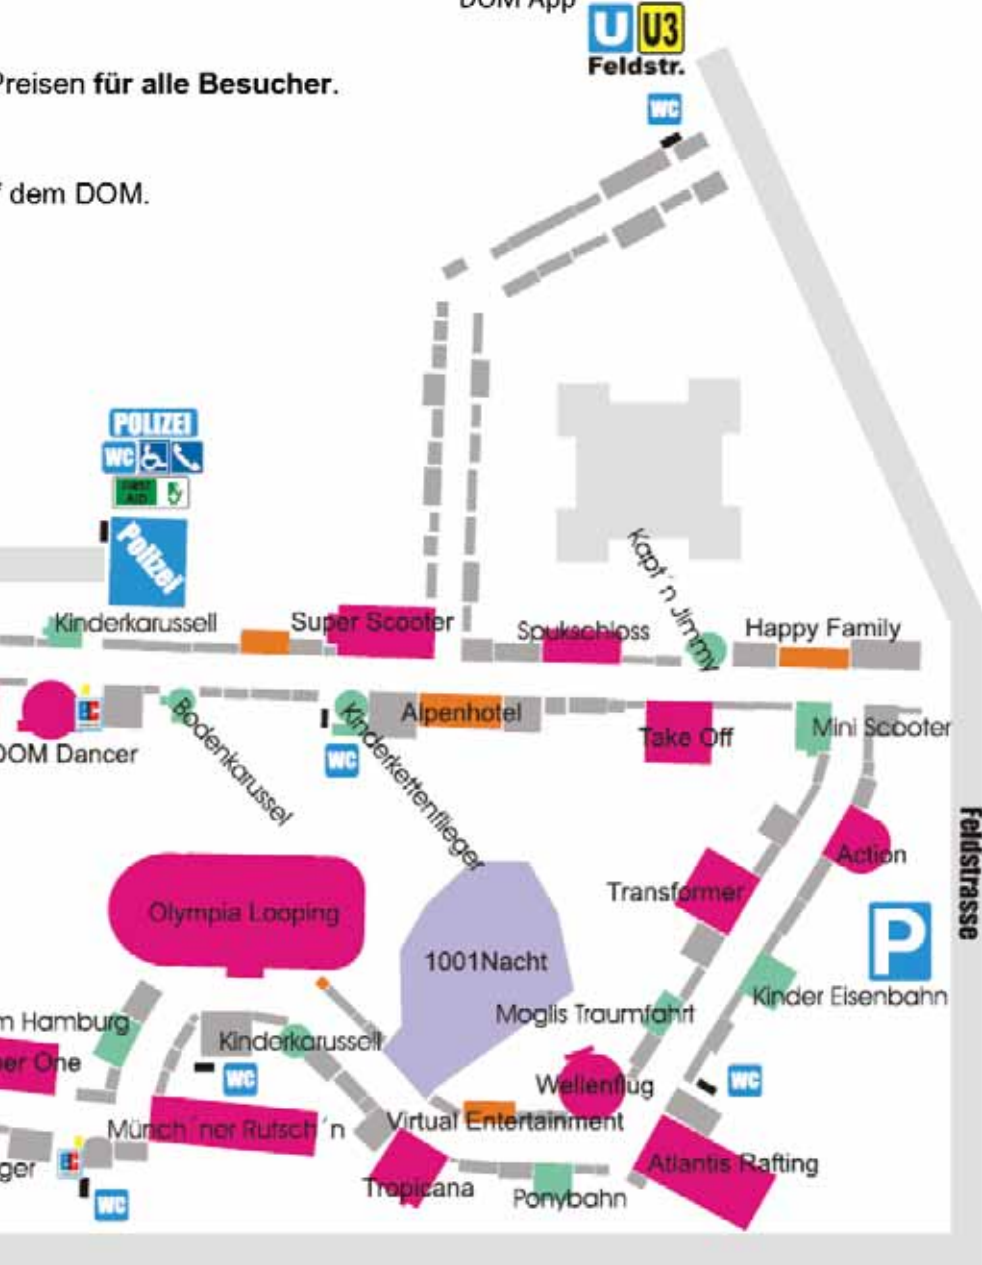 DOM App
U U3
Feldstr.
WC
Preisen für alle Besucher.
dem DOM.
POLIZEI
WC
FIRST AID
Polizei
Kapt´n Jimmy
Kinderkarussell
Super Scooter
Spukschloss
Happy Family
DOM Dancer
EC
Bodenkarussel
Kinderkettenflieger
WC
Alpenhotel
Take Off
Mini Scooter
Feldstrasse
Action
Transformer
P
Olympia Looping
1001Nacht
Kinder Eisenbahn
Moglis Traumfahrt
m Hamburg
Kinderkarussell
er One
WC
Wellenflug
WC
Virtual Entertainment
Münch´ner Rutsch´n
ger
EC
WC
Tropicana
Ponybahn
Atlantis Rafting